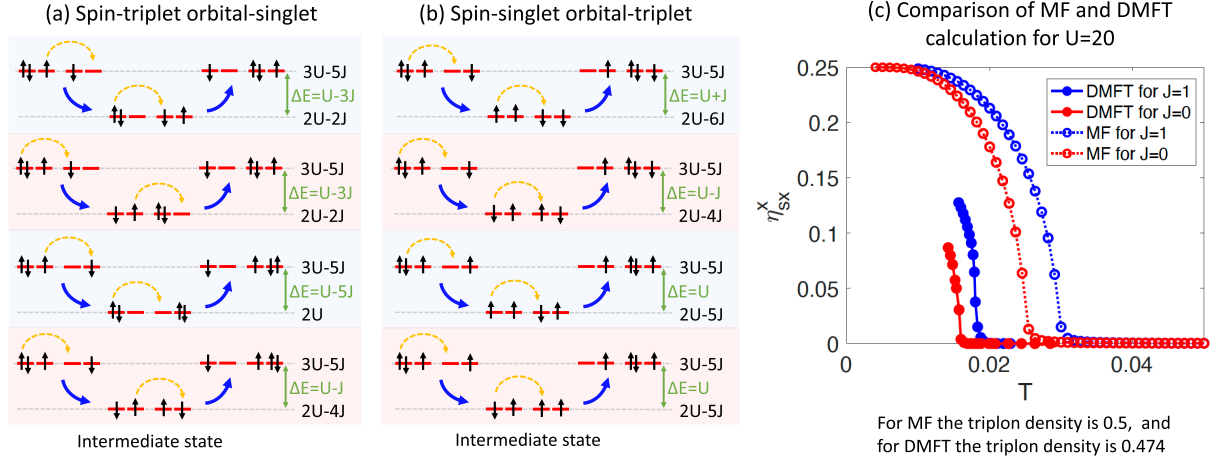 (a) Spin-triplet orbital-singlet
3U-5J
ΔE=U-3J
2U-2J
3U-5J
ΔE=U-3J
2U-2J
3U-5J
ΔE=U-5J
2U
3U-5J
ΔE=U-J
2U-4J
Intermediate state
(b) Spin-singlet orbital-triplet
3U-5J
ΔE=U+J
2U-6J
3U-5J
ΔE=U-J
2U-4J
3U-5J
ΔE=U
2U-5J
3U-5J
ΔE=U
2U-5J
Intermediate state
(c) Comparison of MF and DMFT
calculation for U=20
0.25
0.2
0.15
0.1
0.05
0
η^x_sx
DMFT for J=1
DMFT for J=0
MF for J=1
MF for J=0
0 0.02 0.04
T
For MF the triplon density is 0.5, and
for DMFT the triplon density is 0.474